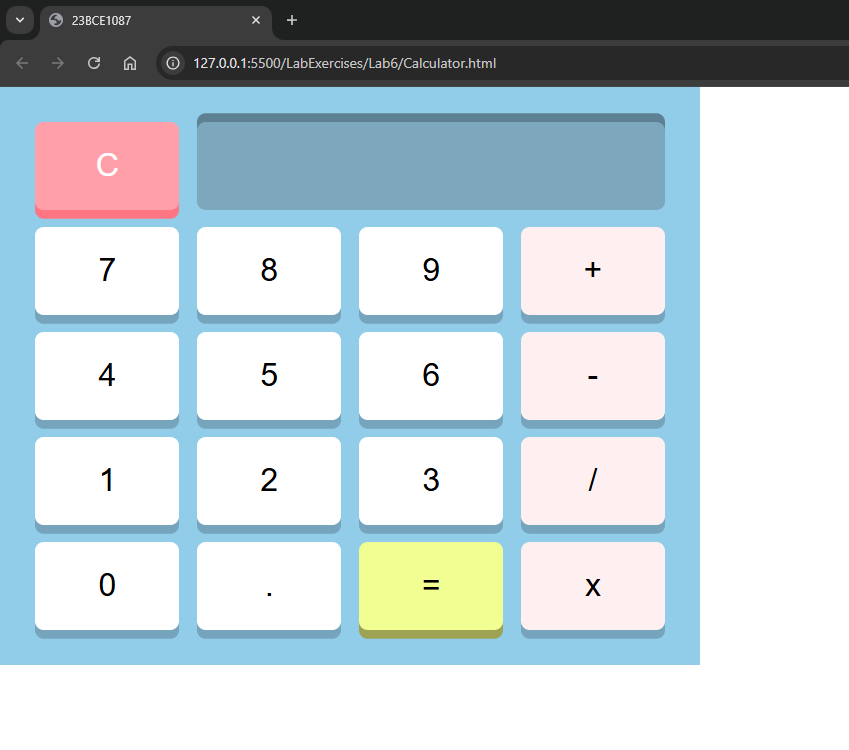 23BCE1087
127.0.0.1:5500/LabExercises/Lab6/Calculator.html
C
7 8 9 +
4 5 6 -
1 2 3 /
0 . = x